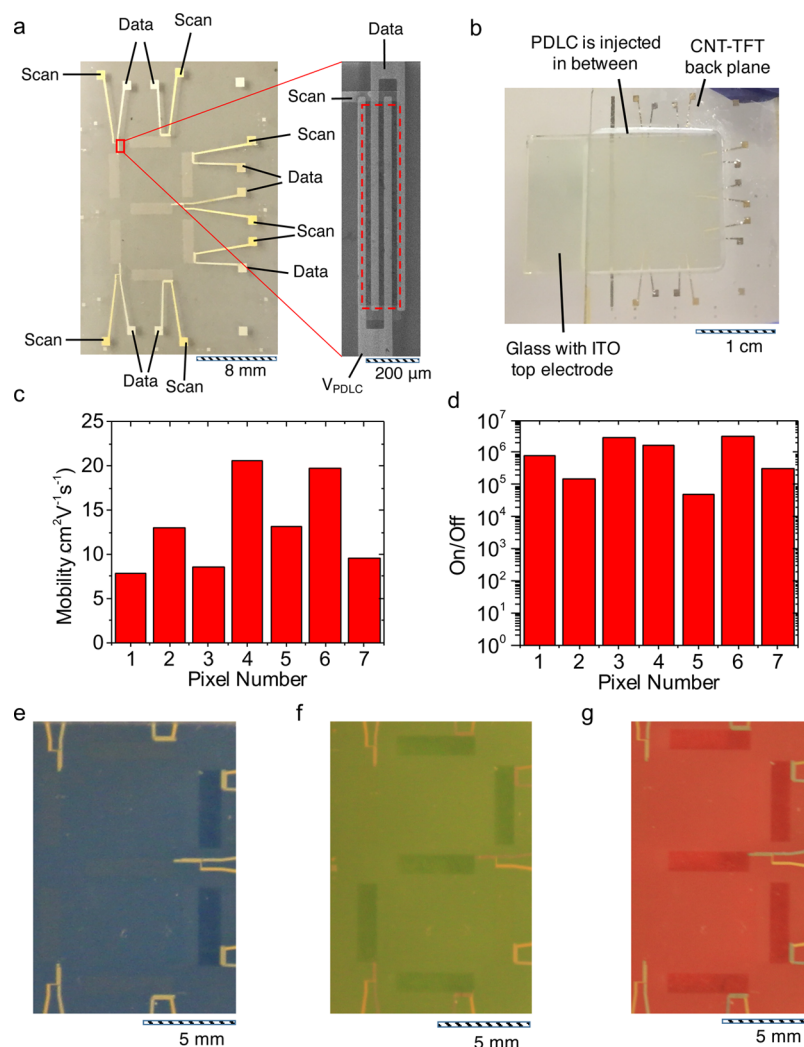 a
Data
Scan
Scan
Scan
Data
Scan
Data
Scan
Data
Scan
Data
Scan
8 mm
Data
Scan
V_PDLC
200 μm
b
PDLC is injected
in between
CNT-TFT
back plane
Glass with ITO
top electrode
1 cm
c
Mobility cm²V⁻¹s⁻¹
25
20
15
10
5
0
1 2 3 4 5 6 7
Pixel Number
d
On/Off
10⁷
10⁶
10⁵
10⁴
10³
10²
10¹
10⁰
1 2 3 4 5 6 7
Pixel Number
e
5 mm
f
5 mm
g
5 mm